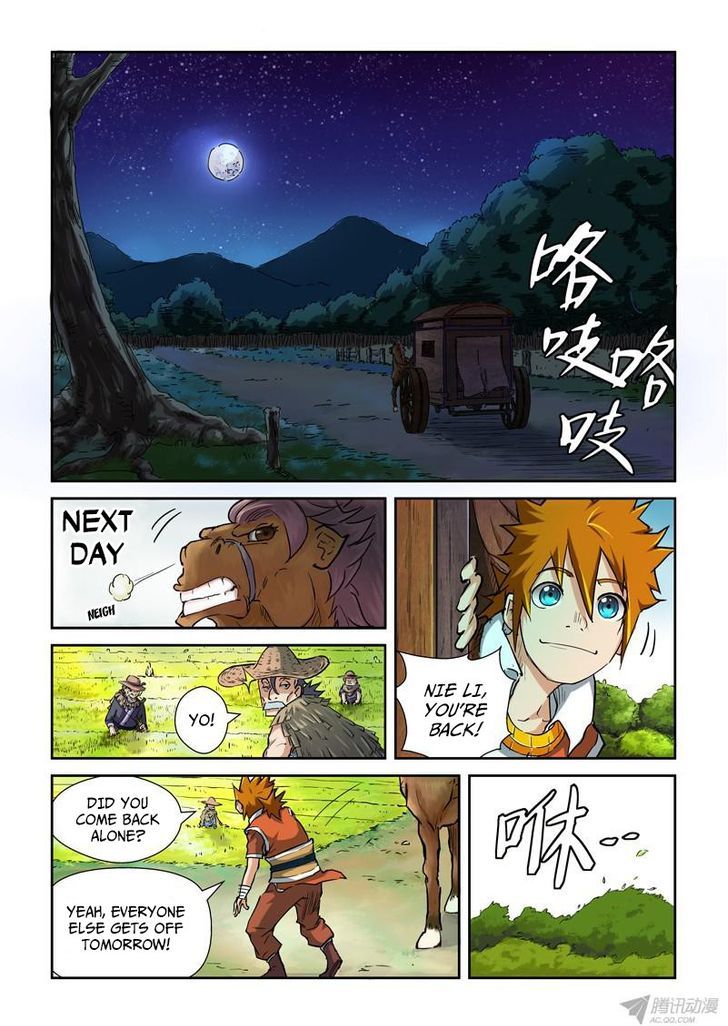 咯
吱咯
吱
NEXT
DAY
NEIGH
NIE LI,
YOU'RE
BACK!
YO!
DID YOU
COME BACK
ALONE?
YEAH, EVERYONE
ELSE GETS OFF
TOMORROW!
咻··
腾讯动漫
AC.QQ.COM